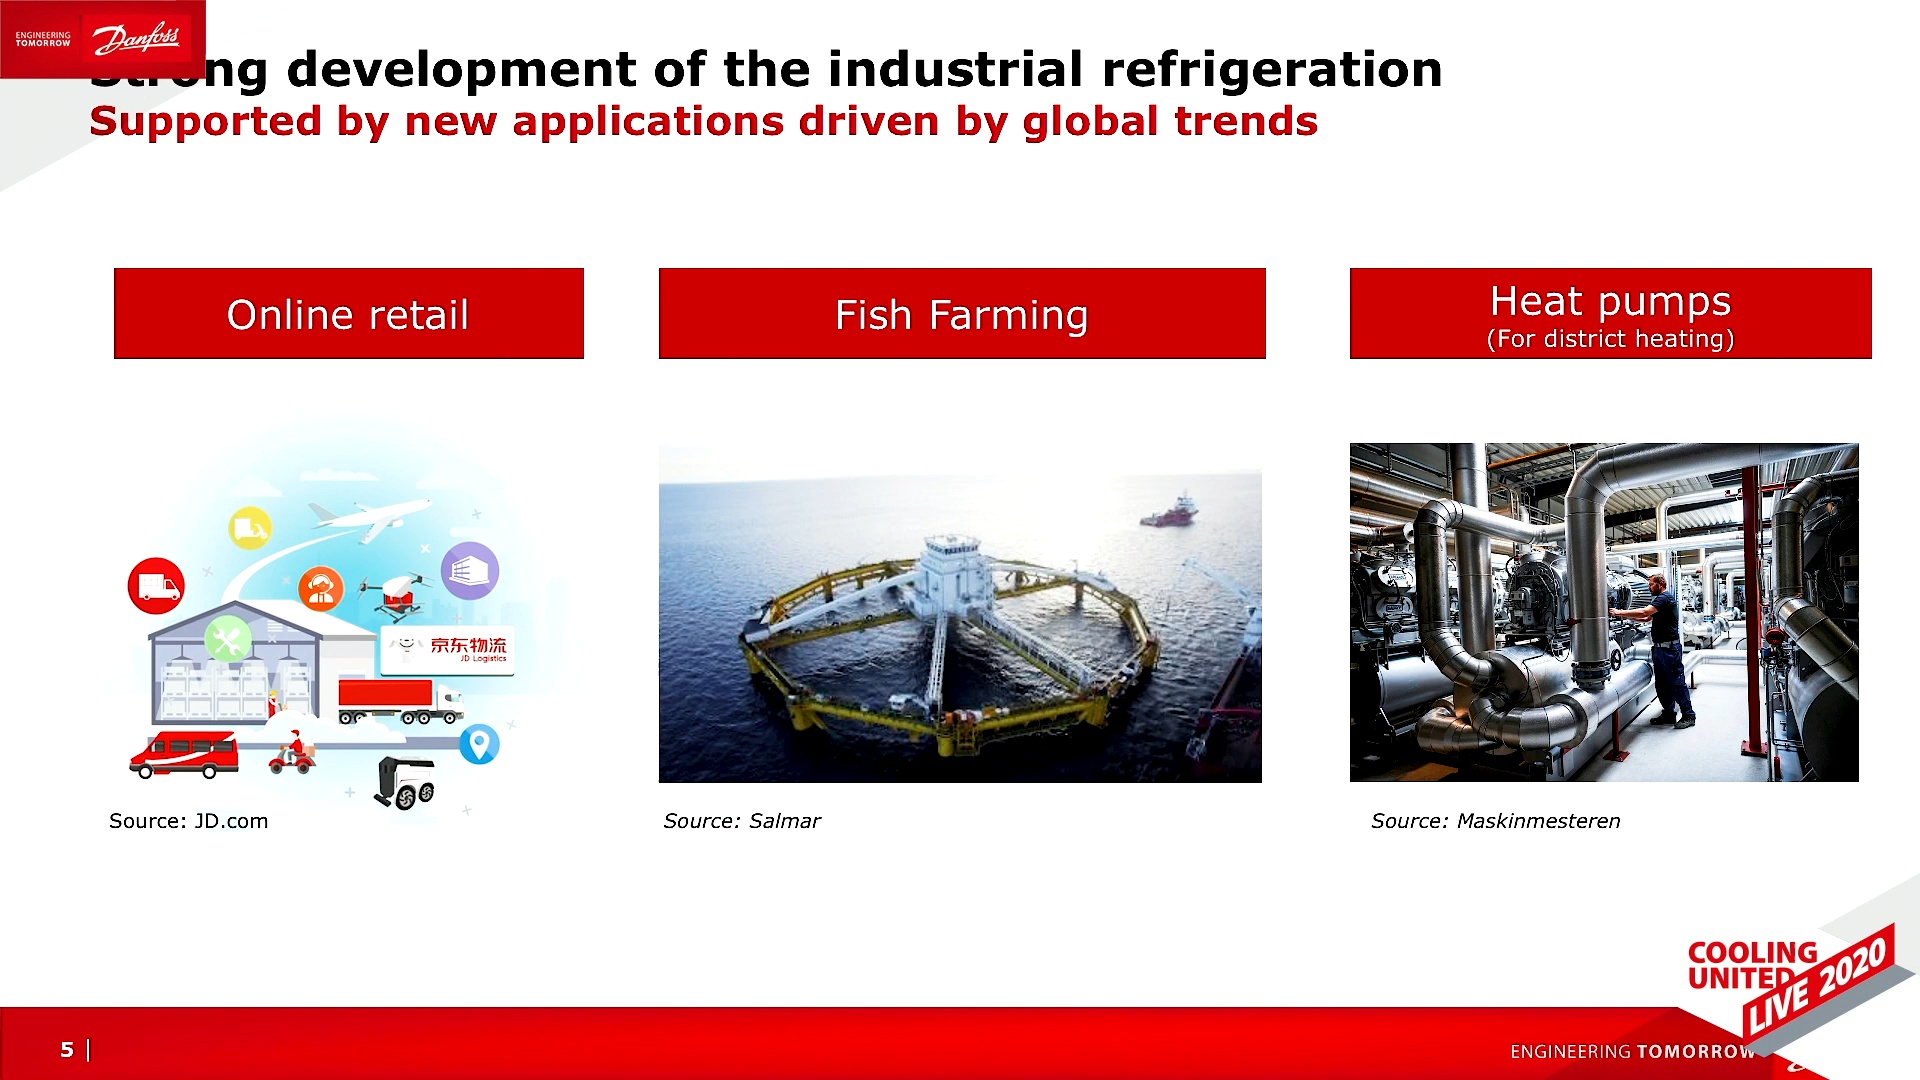 ENGINEERING
TOMORROW
Danfoss
Strong development of the industrial refrigeration
Supported by new applications driven by global trends
Online retail
Fish Farming
Heat pumps
(For district heating)
京东物流
JD Logistics
Source: JD.com
Source: Salmar
Source: Maskinmesteren
COOLING
UNITED
LIVE 2020
5 |
ENGINEERING TOMORROW